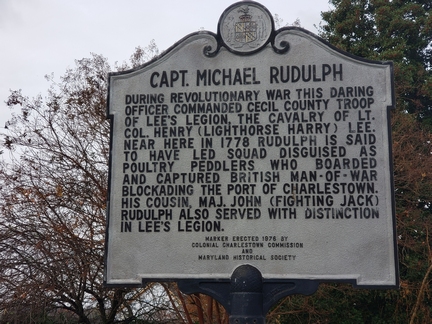 CAPT. MICHAEL RUDULPH
DURING REVOLUTIONARY WAR THIS DARING
OFFICER COMMANDED CECIL COUNTY TROOP
OF LEE'S LEGION, THE CAVALRY OF LT.
COL. HENRY (LIGHTHORSE HARRY) LEE.
NEAR HERE IN 1778 RUDULPH IS SAID
TO HAVE LED SQUAD DISGUISED AS
POULTRY PEDDLERS WHO BOARDED
AND CAPTURED BRITISH MAN-OF-WAR
BLOCKADING THE PORT OF CHARLESTOWN.
HIS COUSIN, MAJ. JOHN (FIGHTING JACK)
RUDULPH ALSO SERVED WITH DISTINCTION
IN LEE'S LEGION.
MARKER ERECTED 1976 BY
COLONIAL CHARLESTOWN COMMISSION
AND
MARYLAND HISTORICAL SOCIETY